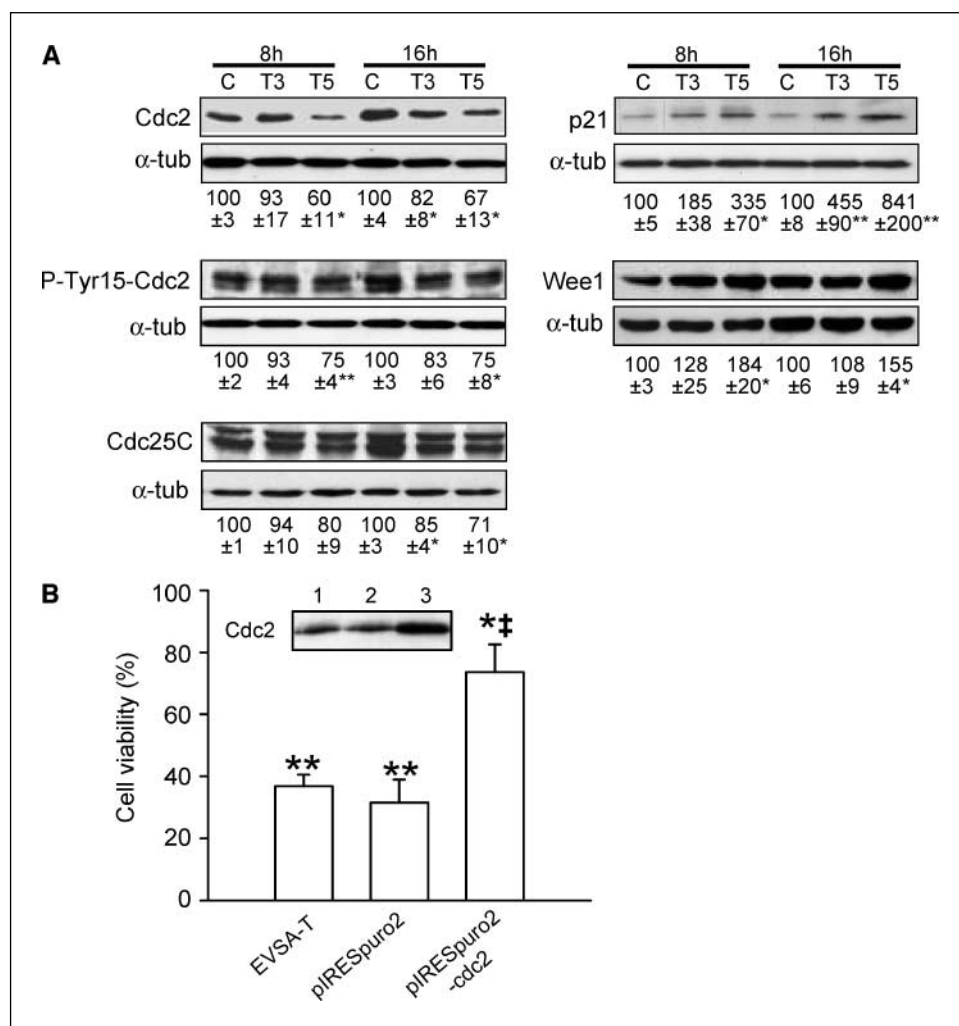 A
8h 16h
C T3 T5 C T3 T5
Cdc2
α-tub
100 93 60 100 82 67
±3 ±17 ±11* ±4 ±8* ±13*
P-Tyr15-Cdc2
α-tub
100 93 75 100 83 75
±2 ±4 ±4** ±3 ±6 ±8*
Cdc25C
α-tub
100 94 80 100 85 71
±1 ±10 ±9 ±3 ±4* ±10*
8h 16h
C T3 T5 C T3 T5
p21
α-tub
100 185 335 100 455 841
±5 ±38 ±70* ±8 ±90** ±200**
Wee1
α-tub
100 128 184 100 108 155
±3 ±25 ±20* ±6 ±9 ±4*
B
Cell viability (%)
100
80
60
40
20
0
1 2 3
Cdc2
** ** *‡
EVSA-T
pIRESpuro2
pIRESpuro2
-cdc2